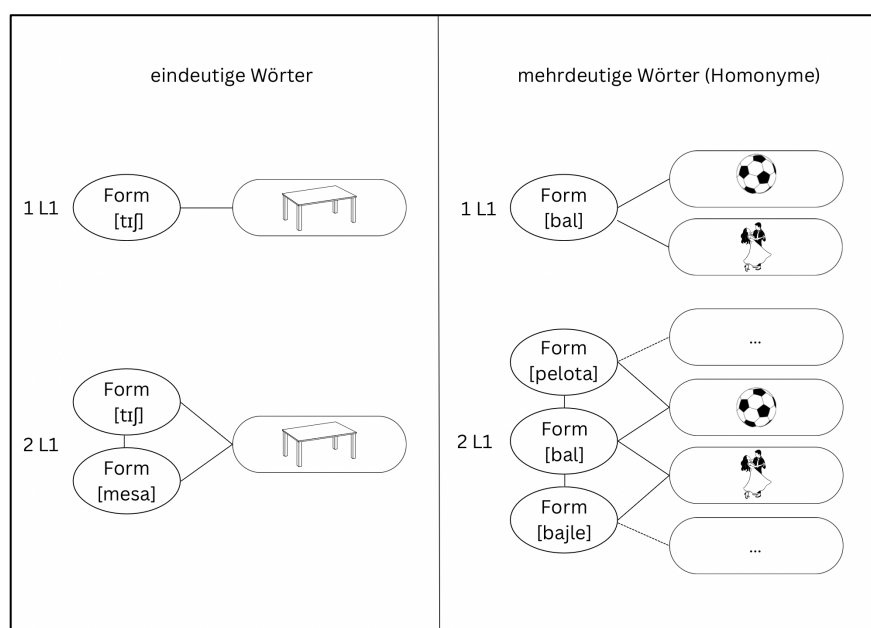 eindeutige Wörter
1 L1
Form
[tɪʃ]
2 L1
Form
[tɪʃ]
Form
[mesa]
mehrdeutige Wörter (Homonyme)
1 L1
Form
[bal]
2 L1
Form
[pelota]
Form
[bal]
Form
[bajle]
...
...